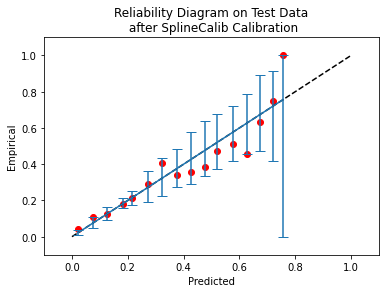 Reliability Diagram on Test Data
after SplineCalib Calibration
1.0
0.8
0.6
0.4
0.2
0.0
Empirical
0.0 0.2 0.4 0.6 0.8 1.0
Predicted